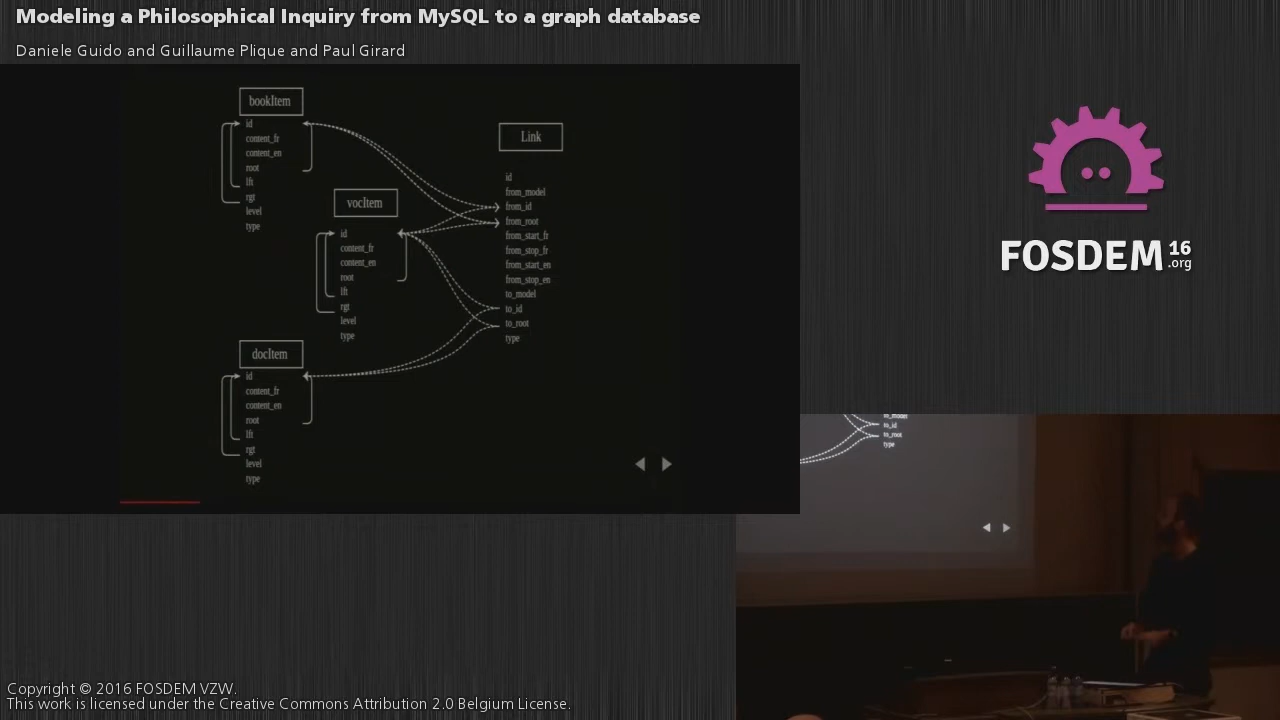 Modeling a Philosophical Inquiry from MySQL to a graph database
Daniele Guido and Guillaume Plique and Paul Girard
bookItem
id
content_fr
content_en
root
lft
rgt
level
type
vocItem
id
content_fr
content_en
root
lft
rgt
level
type
docItem
id
content_fr
content_en
root
lft
rgt
level
type
Link
id
from_model
from_id
from_root
from_start_fr
from_stop_fr
from_start_en
from_stop_en
to_model
to_id
to_root
type
FOSDEM 16
.org
to_model
to_id
to_root
type
Copyright © 2016 FOSDEM VZW.
This work is licensed under the Creative Commons Attribution 2.0 Belgium License.